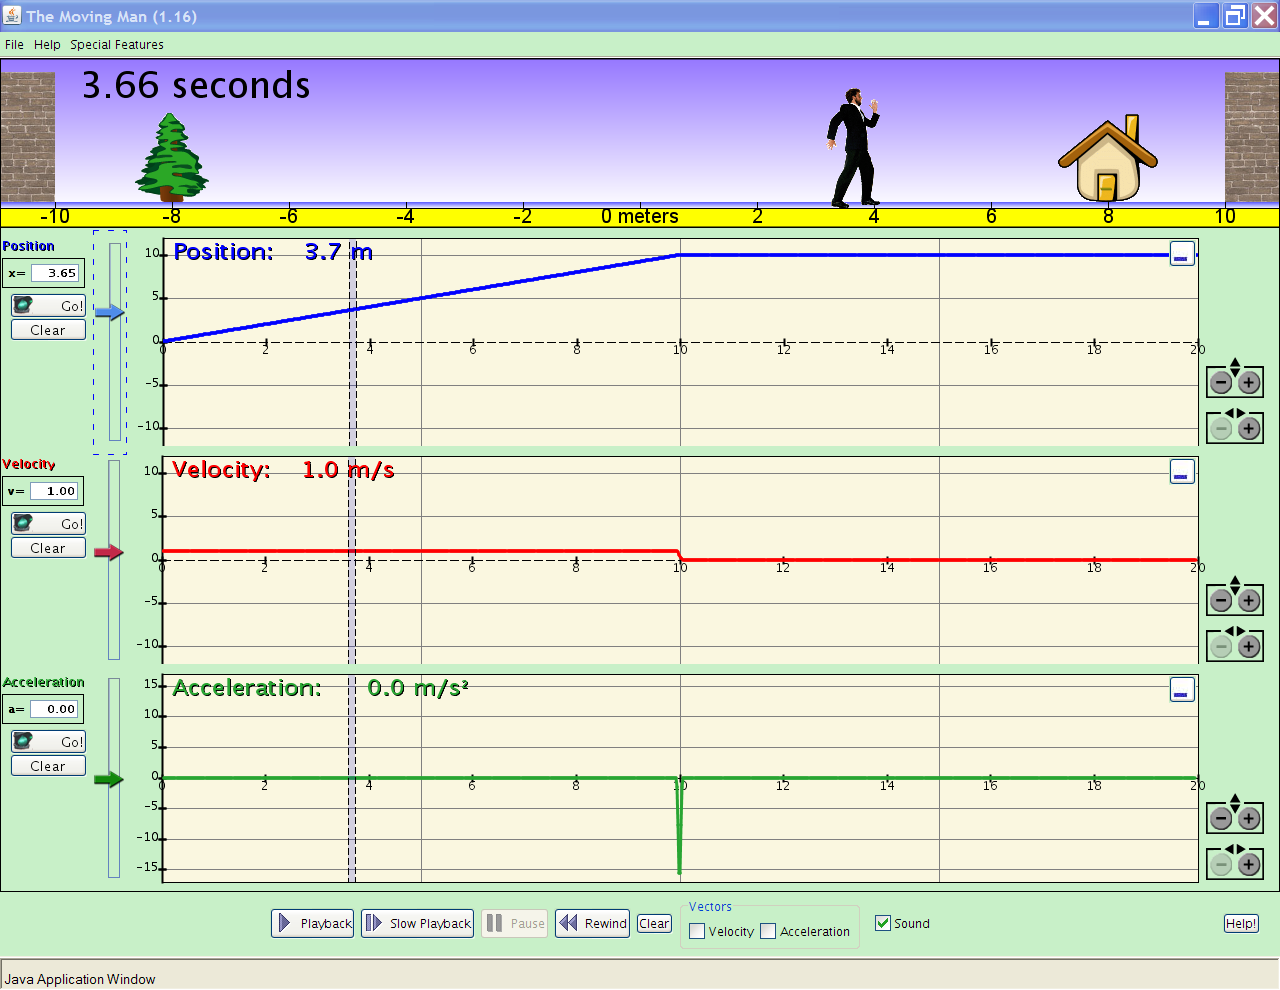 The Moving Man (1.16)
File Help Special Features
3.66 seconds
-10 -8 -6 -4 -2 0 meters 2 4 6 8 10
Position
x= 3.65
Go!
Clear
Position: 3.7 m
10
5
0
-5
-10
0 2 4 6 8 10 12 14 16 18 20
Velocity
v= 1.00
Go!
Clear
Velocity: 1.0 m/s
10
5
0
-5
-10
0 2 4 6 8 10 12 14 16 18 20
Acceleration
a= 0.00
Go!
Clear
Acceleration: 0.0 m/s²
15
10
5
0
-5
-10
-15
0 2 4 6 8 10 12 14 16 18 20
Playback Slow Playback Pause Rewind Clear
Vectors
Velocity Acceleration
Sound
Help!
Java Application Window